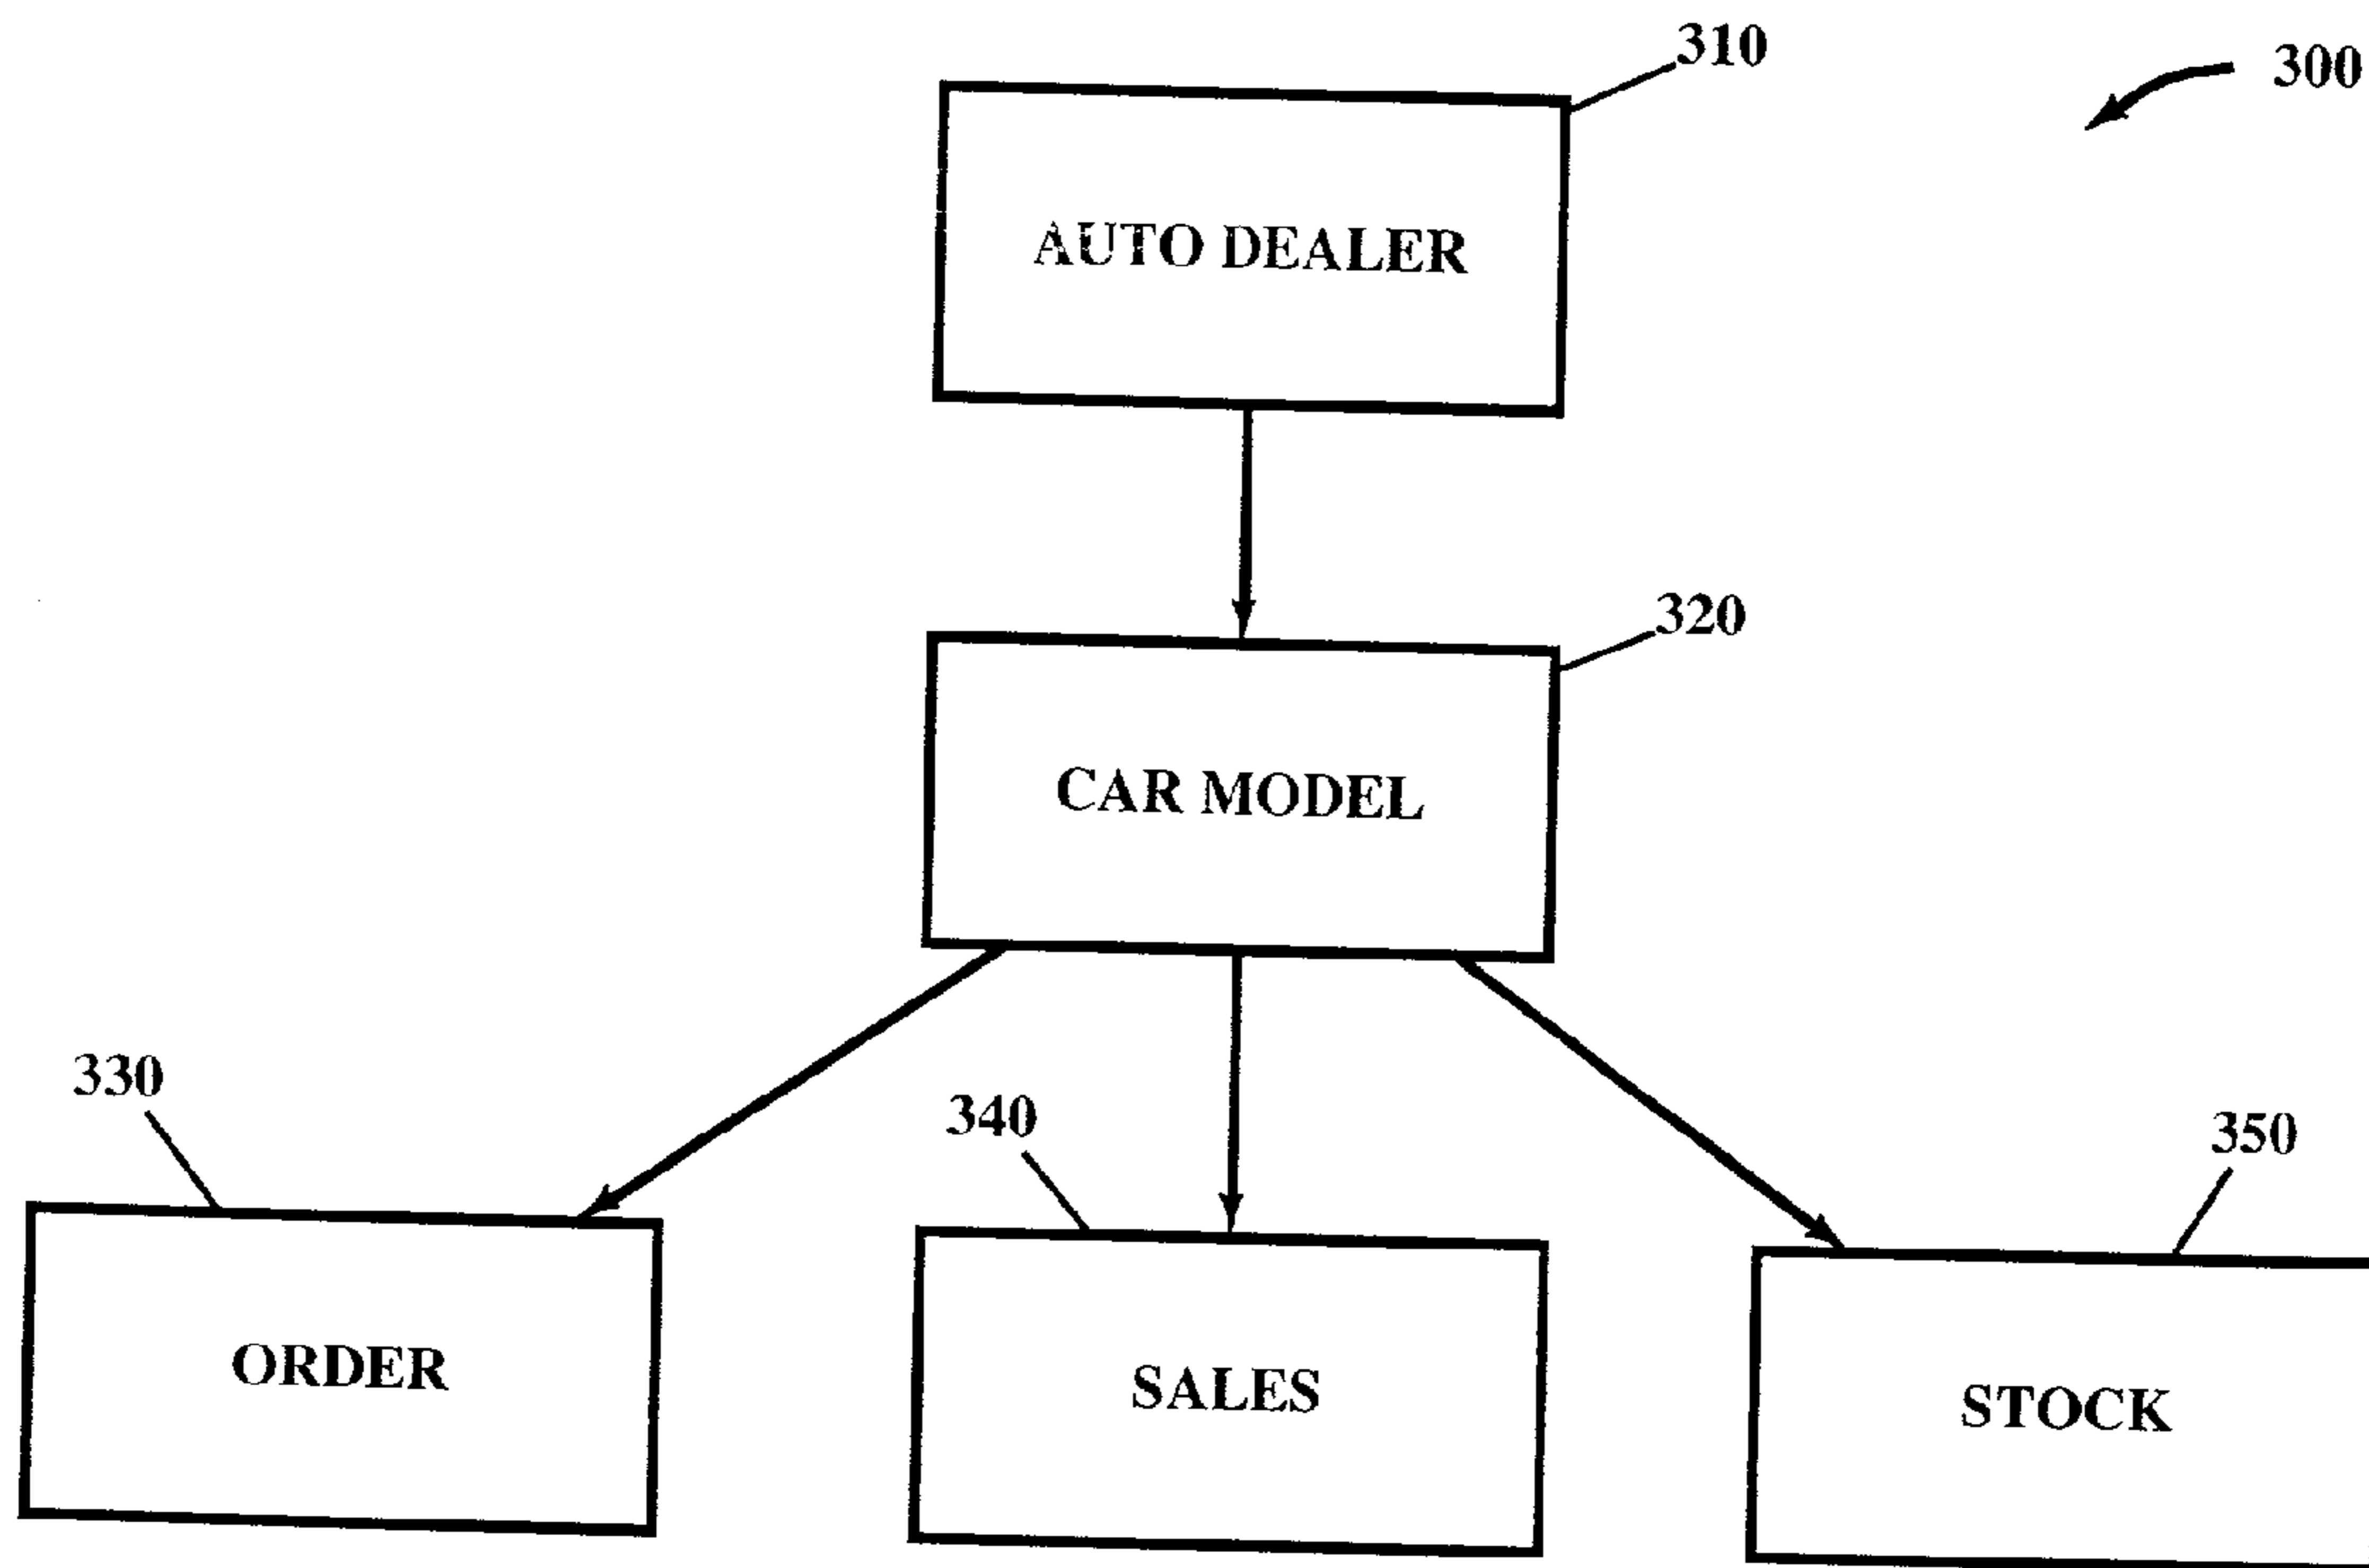 310
300
AUTO DEALER
320
CAR MODEL
330
340
350
ORDER
SALES
STOCK